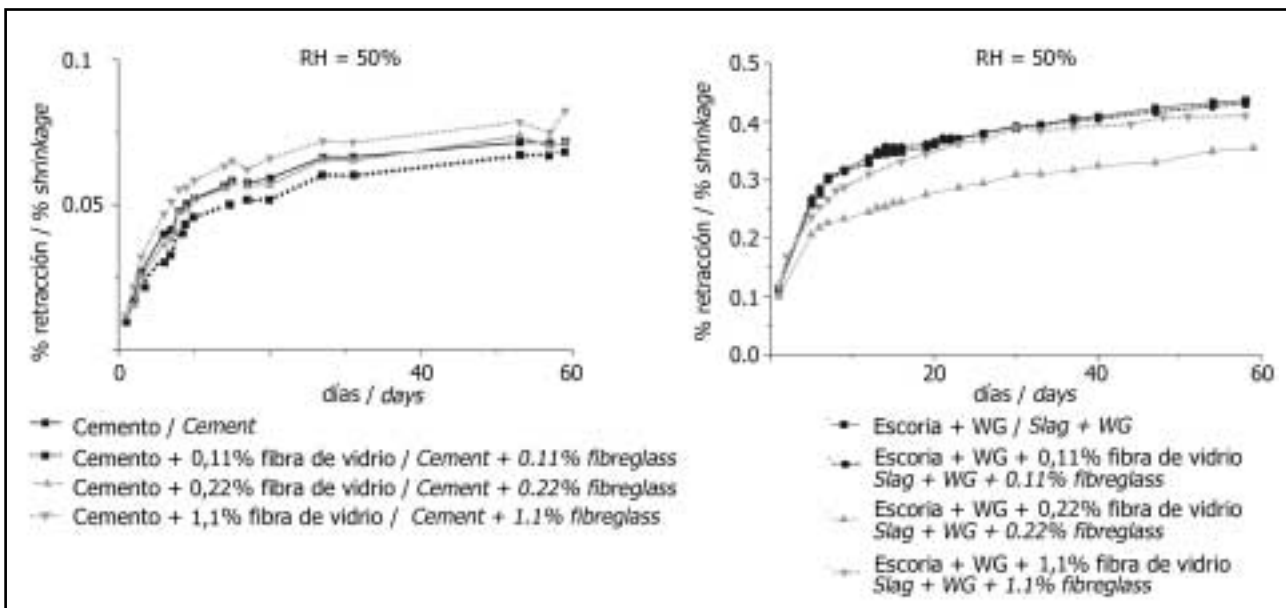 RH = 50%
0.1
0.05
% retracción / % shrinkage
0 20 40 60
días / days
Cemento / Cement
Cemento + 0,11% fibra de vidrio / Cement + 0.11% fibreglass
Cemento + 0,22% fibra de vidrio / Cement + 0.22% fibreglass
Cemento + 1,1% fibra de vidrio / Cement + 1.1% fibreglass
RH = 50%
0.5
0.4
0.3
0.2
0.1
0.0
% retracción / % shrinkage
20 40 60
días / days
Escoria + WG / Slag + WG
Escoria + WG + 0,11% fibra de vidrio
Slag + WG + 0.11% fibreglass
Escoria + WG + 0,22% fibra de vidrio
Slag + WG + 0.22% fibreglass
Escoria + WG + 1,1% fibra de vidrio
Slag + WG + 1.1% fibreglass